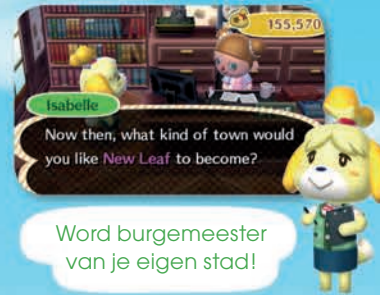 155,570
Isabelle
Now then, what kind of town would
you like New Leaf to become?
Word burgemeester
van je eigen stad!